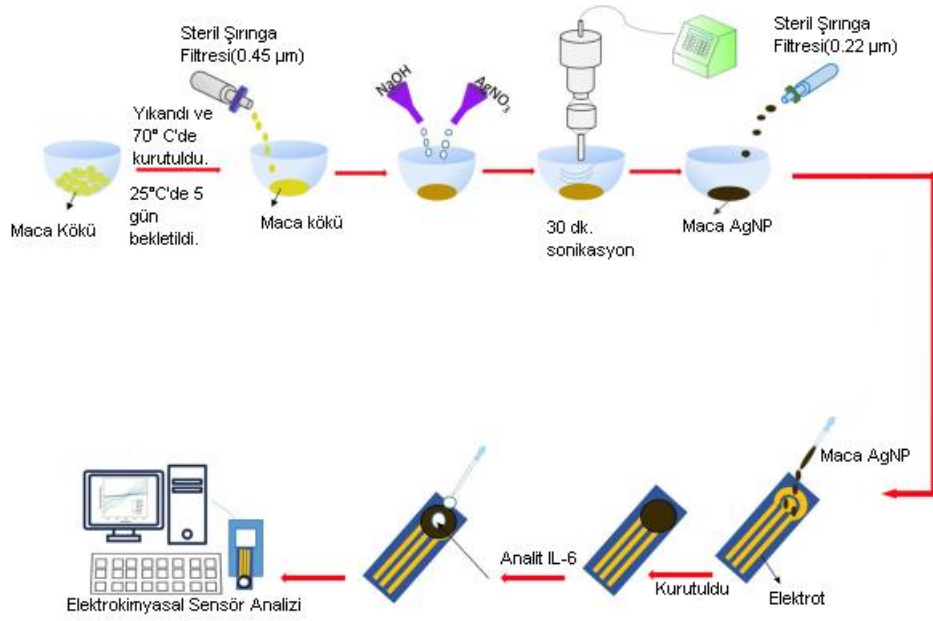 Steril Şırınga
Filtresi(0.45 µm)
Steril Şırınga
Filtresi(0.22 µm)
NaOH
AgNO3
Yıkandı ve
70° C'de
kurutuldu.
25°C'de 5
gün
bekletildi.
Maca Kökü
Maca kökü
30 dk.
sonikasyon
Maca AgNP
Maca AgNP
Elektrot
Kurutuldu
Analit IL-6
Elektrokimyasal Sensör Analizi